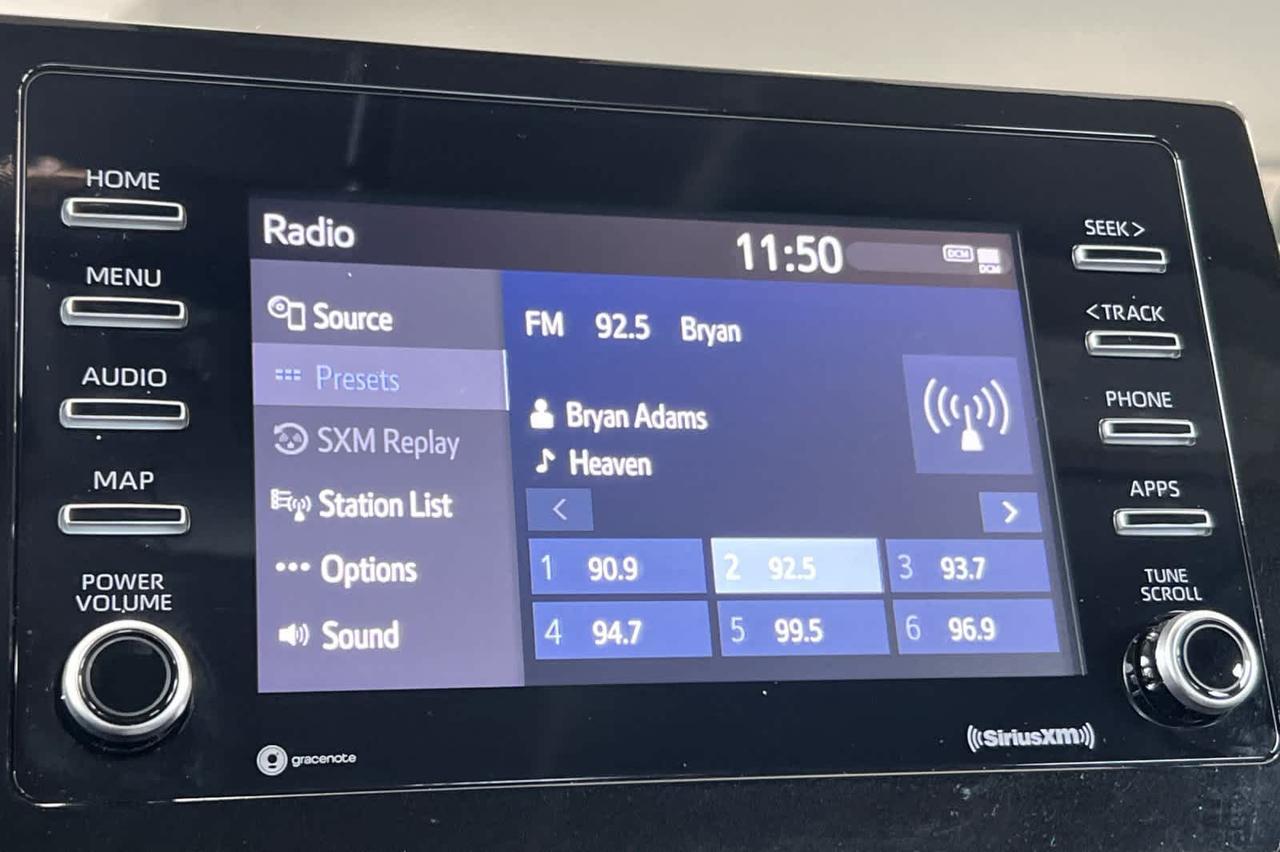 HOME
MENU
AUDIO
MAP
POWER
VOLUME
Radio
11:50
DCM
DCM
Source
Presets
SXM Replay
Station List
Options
Sound
FM 92.5 Bryan
Bryan Adams
Heaven
< >
1 90.9 2 92.5 3 93.7
4 94.7 5 99.5 6 96.9
SEEK >
< TRACK
PHONE
APPS
TUNE
SCROLL
gracenote
((SiriusXM))